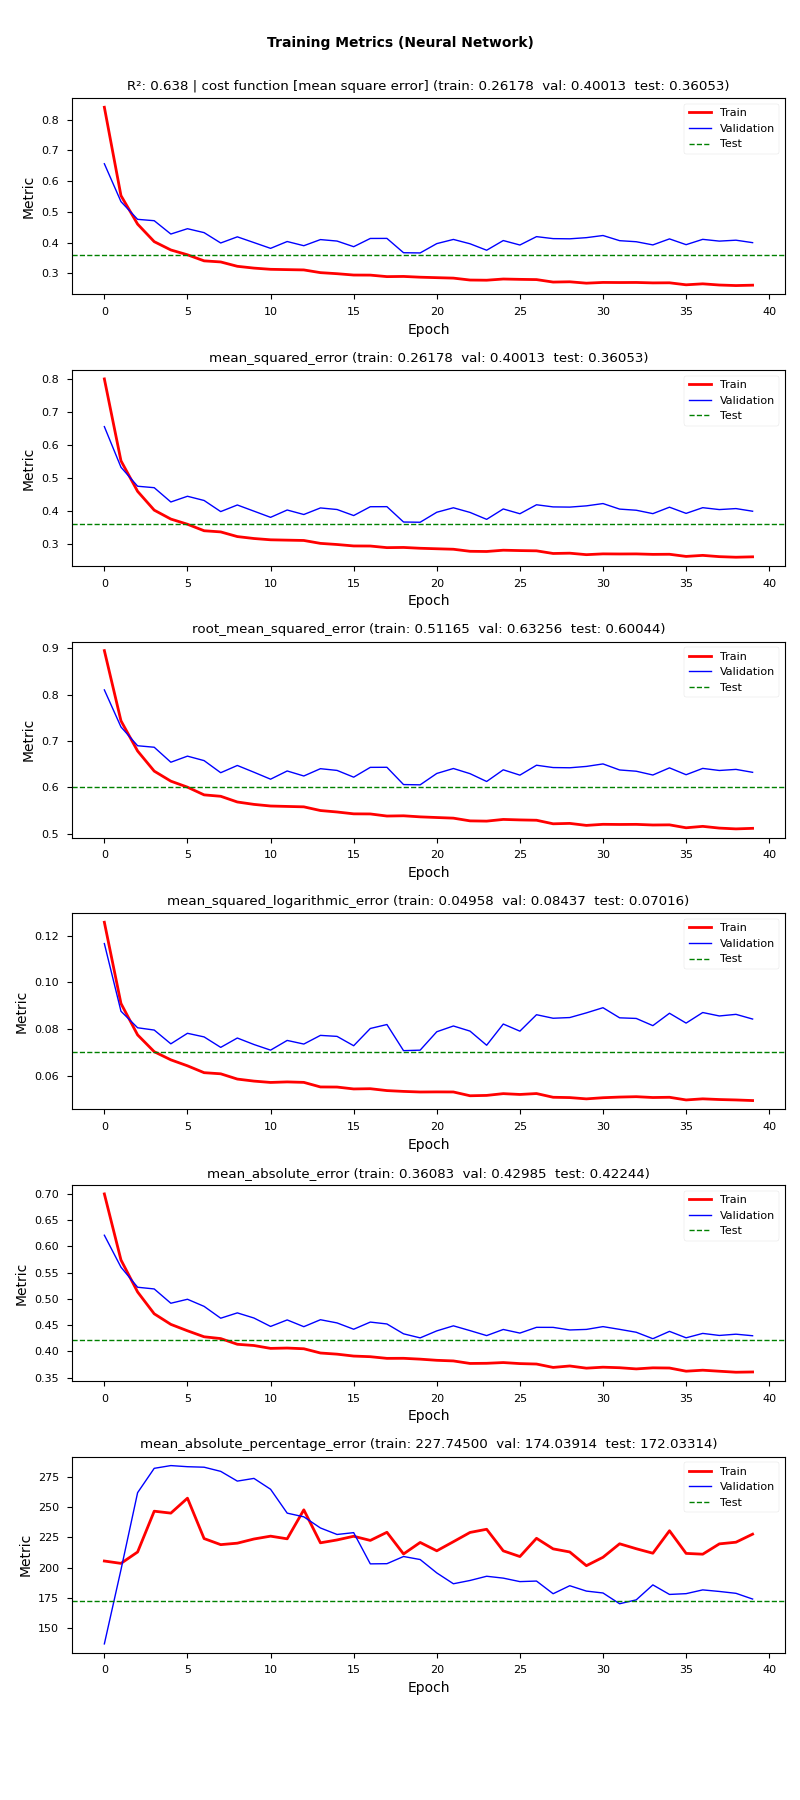 Training Metrics (Neural Network)
R²: 0.638 | cost function [mean square error] (train: 0.26178  val: 0.40013  test: 0.36053)
Metric
0.8
0.7
0.6
0.5
0.4
0.3
Train
Validation
Test
0 5 10 15 20 25 30 35 40
Epoch
mean_squared_error (train: 0.26178  val: 0.40013  test: 0.36053)
Metric
0.8
0.7
0.6
0.5
0.4
0.3
Train
Validation
Test
0 5 10 15 20 25 30 35 40
Epoch
root_mean_squared_error (train: 0.51165  val: 0.63256  test: 0.60044)
Metric
0.9
0.8
0.7
0.6
0.5
Train
Validation
Test
0 5 10 15 20 25 30 35 40
Epoch
mean_squared_logarithmic_error (train: 0.04958  val: 0.08437  test: 0.07016)
Metric
0.12
0.10
0.08
0.06
Train
Validation
Test
0 5 10 15 20 25 30 35 40
Epoch
mean_absolute_error (train: 0.36083  val: 0.42985  test: 0.42244)
Metric
0.70
0.65
0.60
0.55
0.50
0.45
0.40
0.35
Train
Validation
Test
0 5 10 15 20 25 30 35 40
Epoch
mean_absolute_percentage_error (train: 227.74500  val: 174.03914  test: 172.03314)
Metric
275
250
225
200
175
150
Train
Validation
Test
0 5 10 15 20 25 30 35 40
Epoch